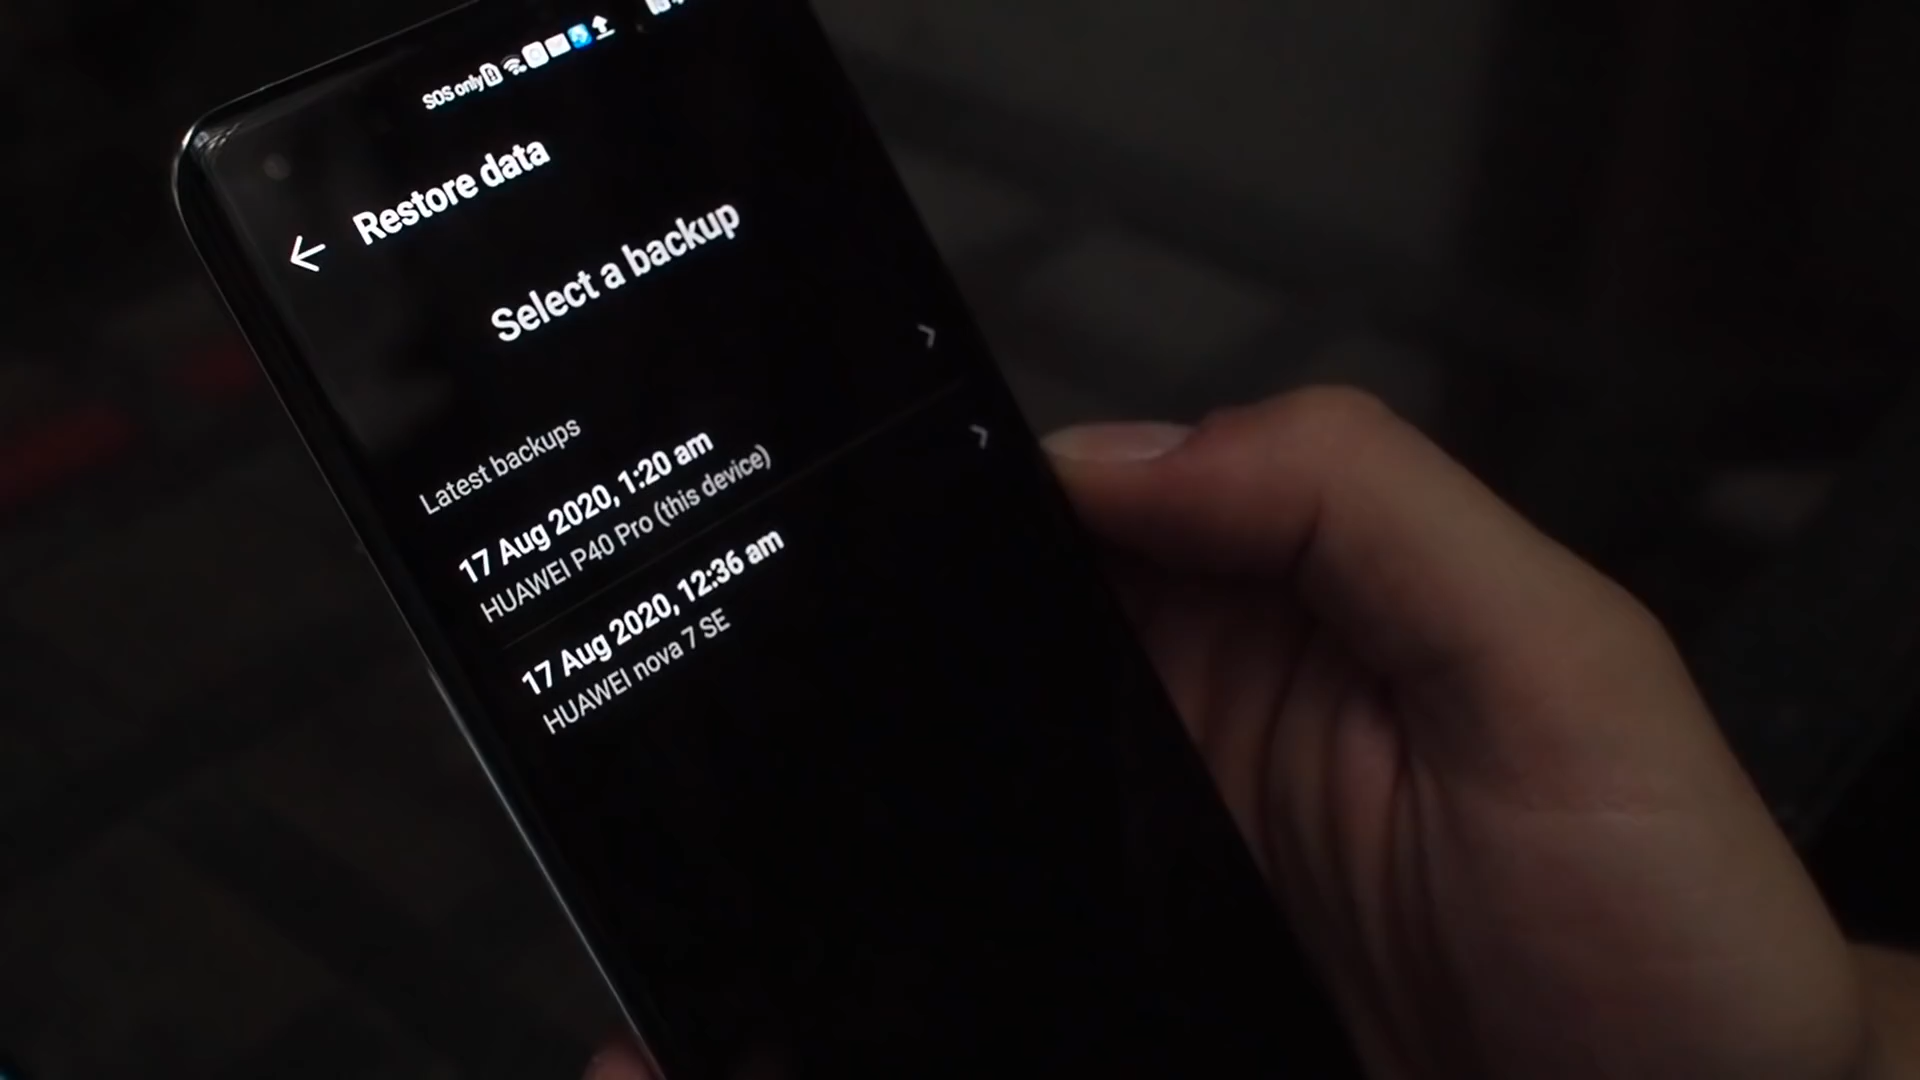 SOS only
Restore data
Select a backup
Latest backups
17 Aug 2020, 1:20 am
HUAWEI P40 Pro (this device)
17 Aug 2020, 12:36 am
HUAWEI nova 7 SE